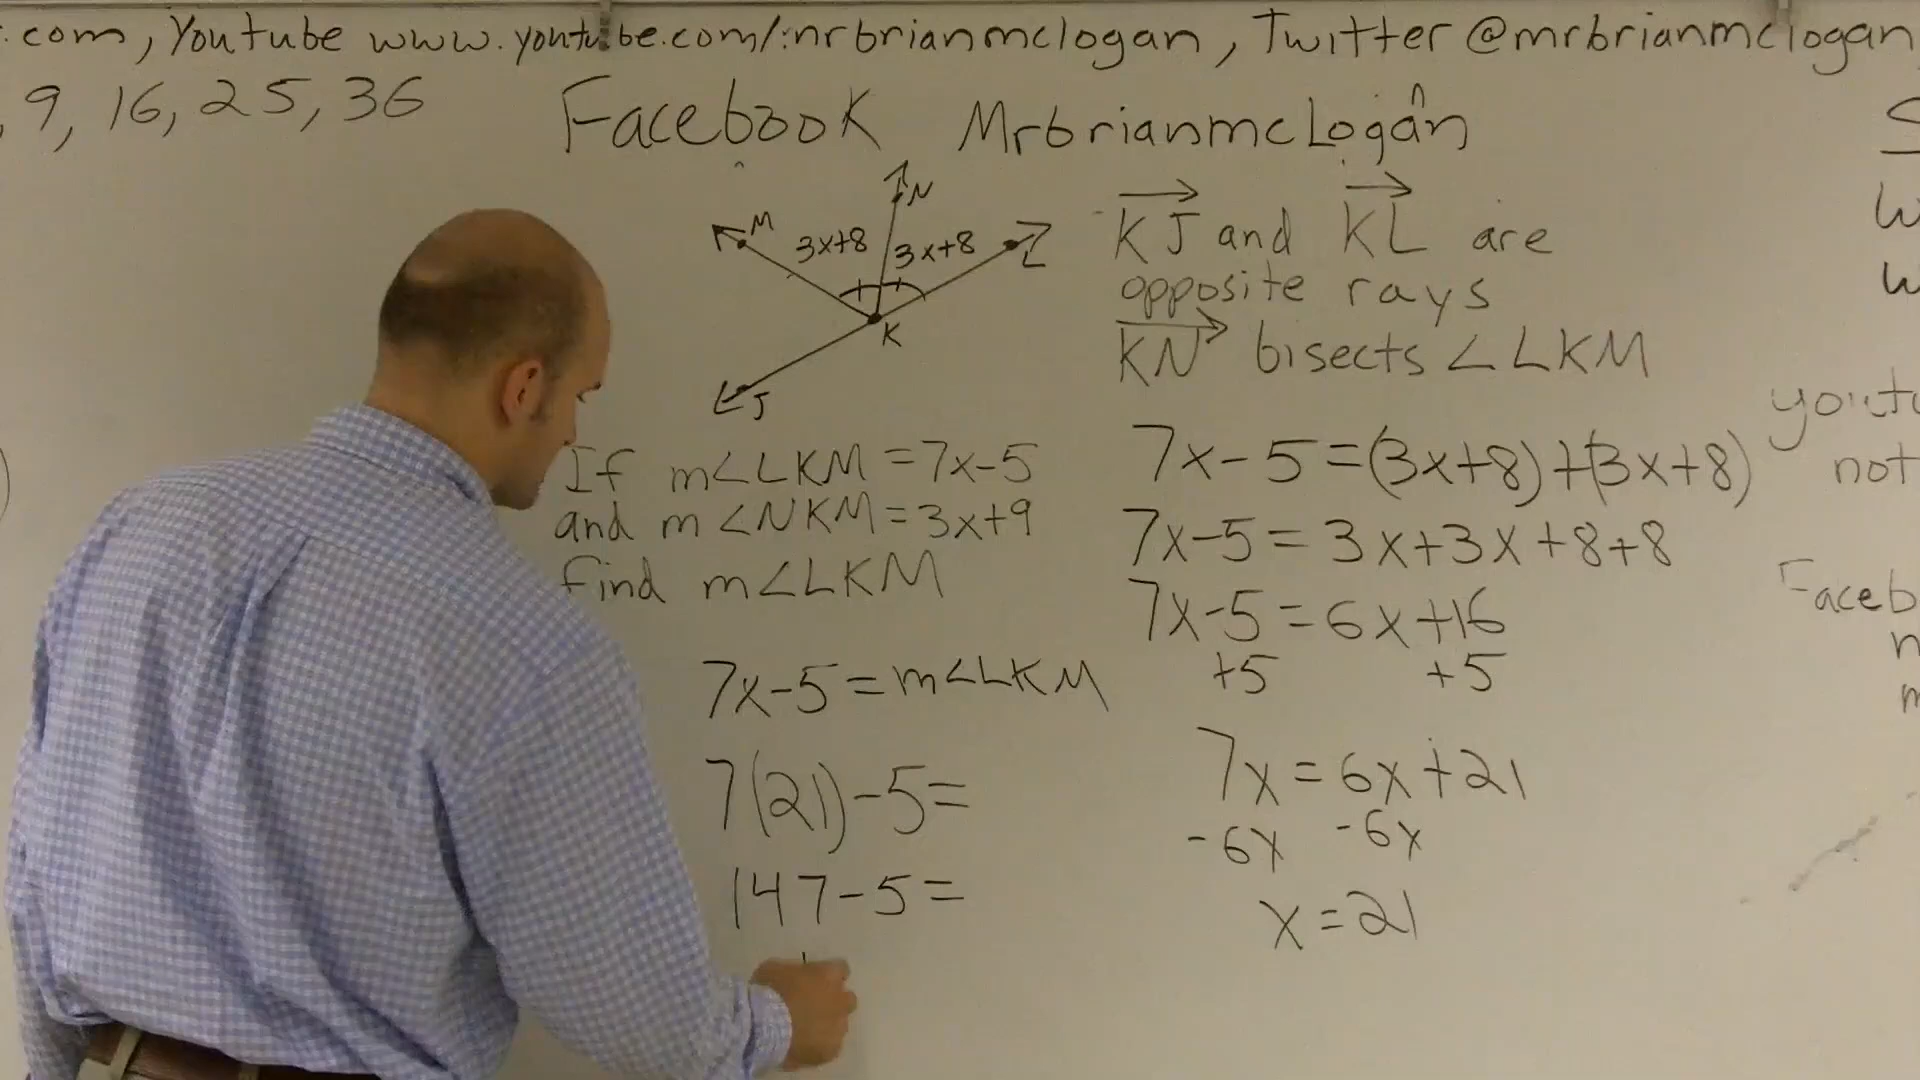 .com, Youtube www.youtube.com/mrbrianmclogan, Twitter @mrbrianmclogan
, 9, 16, 25, 36
Facebook MrbrianmcLogan
M
N
3x+8
3x+8
L
K
J
KJ and KL are
opposite rays
KN bisects ∠LKM
If m∠LKM = 7x-5
and m∠NKM = 3x+9
find m∠LKM
7x-5 = m∠LKM
7(21)-5=
147-5=
7x-5=(3x+8)+(3x+8)
7x-5=3x+3x+8+8
7x-5=6x+16
+5 +5
7x=6x+21
-6x -6x
x=21
not